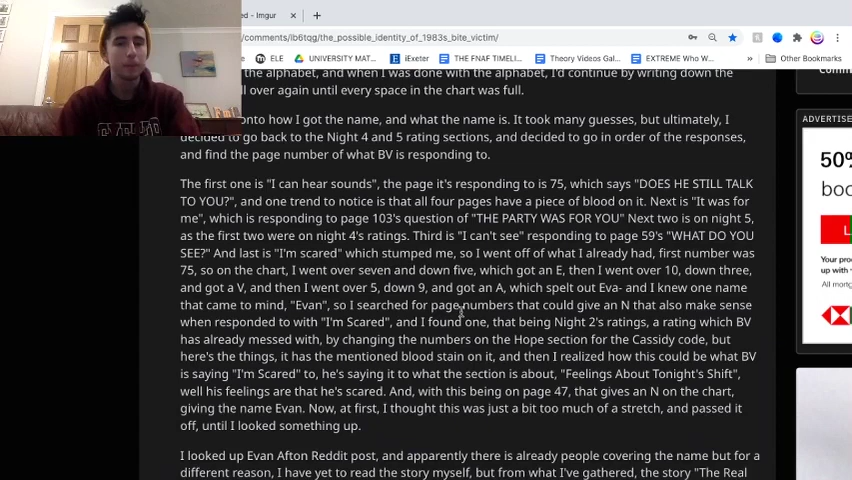 ed - Imgur
comments/lb6tqg/the_possible_identity_of_1983s_bite_victim/
ELE UNIVERSITY MAT... iExeter THE FNAF TIMELI... Theory Videos Gal... EXTREME Who W... » Other Bookmarks
the alphabet, and when I was done with the alphabet, I'd continue by writing down the
ll over again until every space in the chart was full.
onto how I got the name, and what the name is. It took many guesses, but ultimately, I
decided to go back to the Night 4 and 5 rating sections, and decided to go in order of the responses,
and find the page number of what BV is responding to.
The first one is "I can hear sounds", the page it's responding to is 75, which says "DOES HE STILL TALK
TO YOU?", and one trend to notice is that all four pages have a piece of blood on it. Next is "It was for
me", which is responding to page 103's question of "THE PARTY WAS FOR YOU" Next two is on night 5,
as the first two were on night 4's ratings. Third is "I can't see" responding to page 59's "WHAT DO YOU
SEE?" And last is "I'm scared" which stumped me, so I went off of what I already had, first number was
75, so on the chart, I went over seven and down five, which got an E, then I went over 10, down three,
and got a V, and then I went over 5, down 9, and got an A, which spelt out Eva- and I knew one name
that came to mind, "Evan", so I searched for page numbers that could give an N that also make sense
when responded to with "I'm Scared", and I found one, that being Night 2's ratings, a rating which BV
has already messed with, by changing the numbers on the Hope section for the Cassidy code, but
here's the things, it has the mentioned blood stain on it, and then I realized how this could be what BV
is saying "I'm Scared" to, he's saying it to what the section is about, "Feelings About Tonight's Shift",
well his feelings are that he's scared. And, with this being on page 47, that gives an N on the chart,
giving the name Evan. Now, at first, I thought this was just a bit too much of a stretch, and passed it
off, until I looked something up.
I looked up Evan Afton Reddit post, and apparently there is already people covering the name but for a
different reason, I have yet to read the story myself, but from what I've gathered, the story "The Real
ADVERTISE
50%
boo
L
Your pe
up with